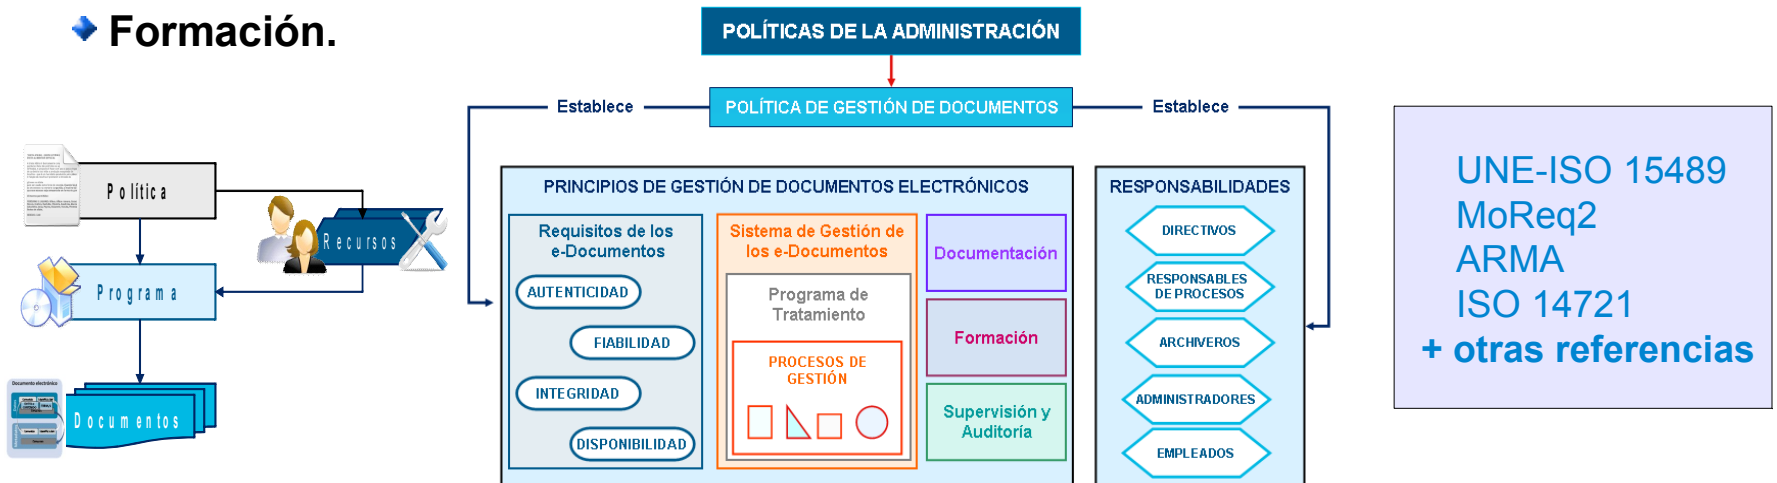 Formación.
POLÍTICAS DE LA ADMINISTRACIÓN
Establece
POLÍTICA DE GESTIÓN DE DOCUMENTOS
Establece
Política
Recursos
Programa
Documento electrónico
Documentos
PRINCIPIOS DE GESTIÓN DE DOCUMENTOS ELECTRÓNICOS
Requisitos de los
e-Documentos
AUTENTICIDAD
FIABILIDAD
INTEGRIDAD
DISPONIBILIDAD
Sistema de Gestión de
los e-Documentos
Programa de
Tratamiento
PROCESOS DE
GESTIÓN
Documentación
Formación
Supervisión y
Auditoría
RESPONSABILIDADES
DIRECTIVOS
RESPONSABLES
DE PROCESOS
ARCHIVEROS
ADMINISTRADORES
EMPLEADOS
UNE-ISO 15489
MoReq2
ARMA
ISO 14721
+ otras referencias